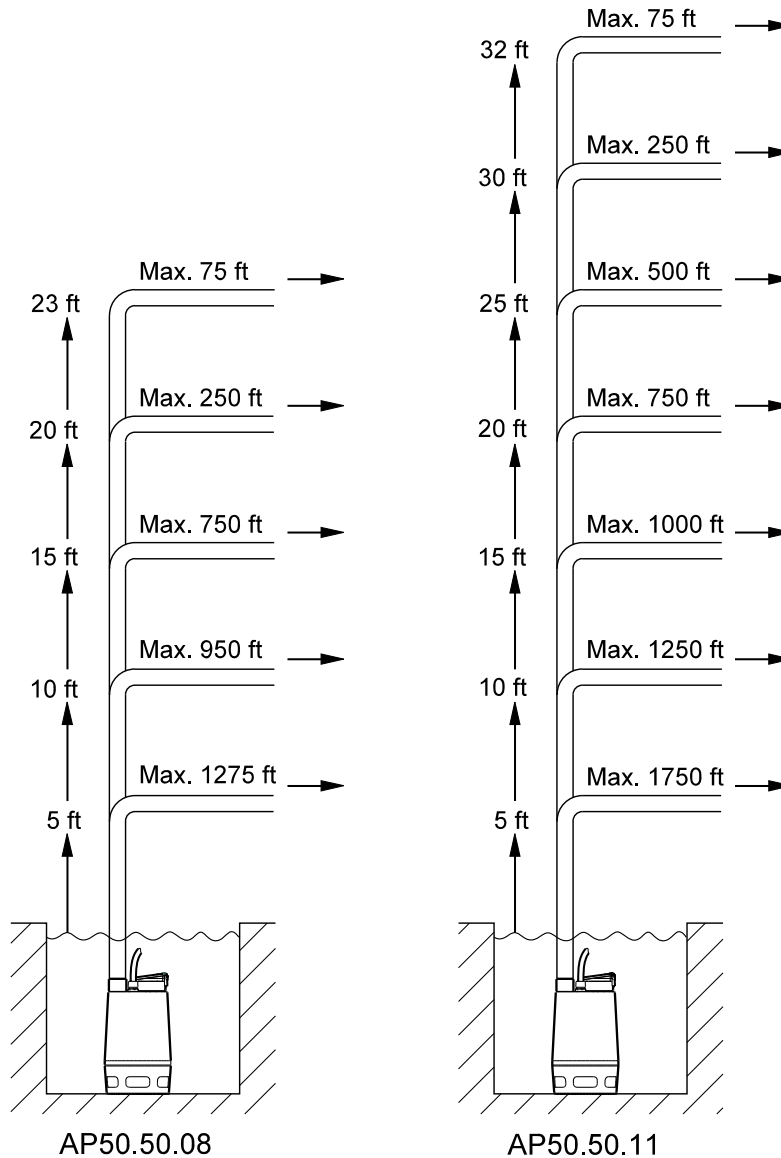 Max. 75 ft
23 ft
Max. 250 ft
20 ft
Max. 750 ft
15 ft
Max. 950 ft
10 ft
Max. 1275 ft
5 ft
AP50.50.08
Max. 75 ft
32 ft
Max. 250 ft
30 ft
Max. 500 ft
25 ft
Max. 750 ft
20 ft
Max. 1000 ft
15 ft
Max. 1250 ft
10 ft
Max. 1750 ft
5 ft
AP50.50.11